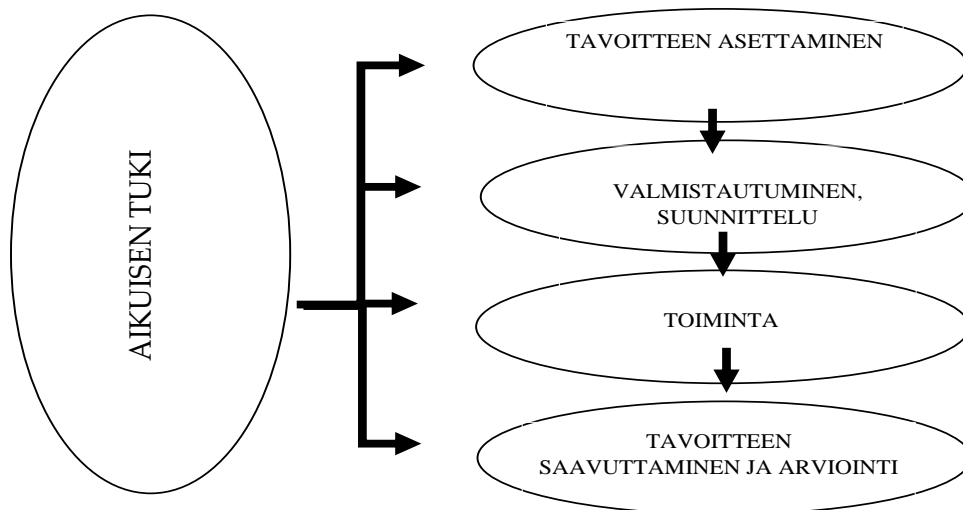 AIKUISEN TUKI
TAVOITTEEN ASETTAMINEN
VALMISTAUTUMINEN,
SUUNNITTELU
TOIMINTA
TAVOITTEEN
SAAVUTTAMINEN JA ARVIOINTI